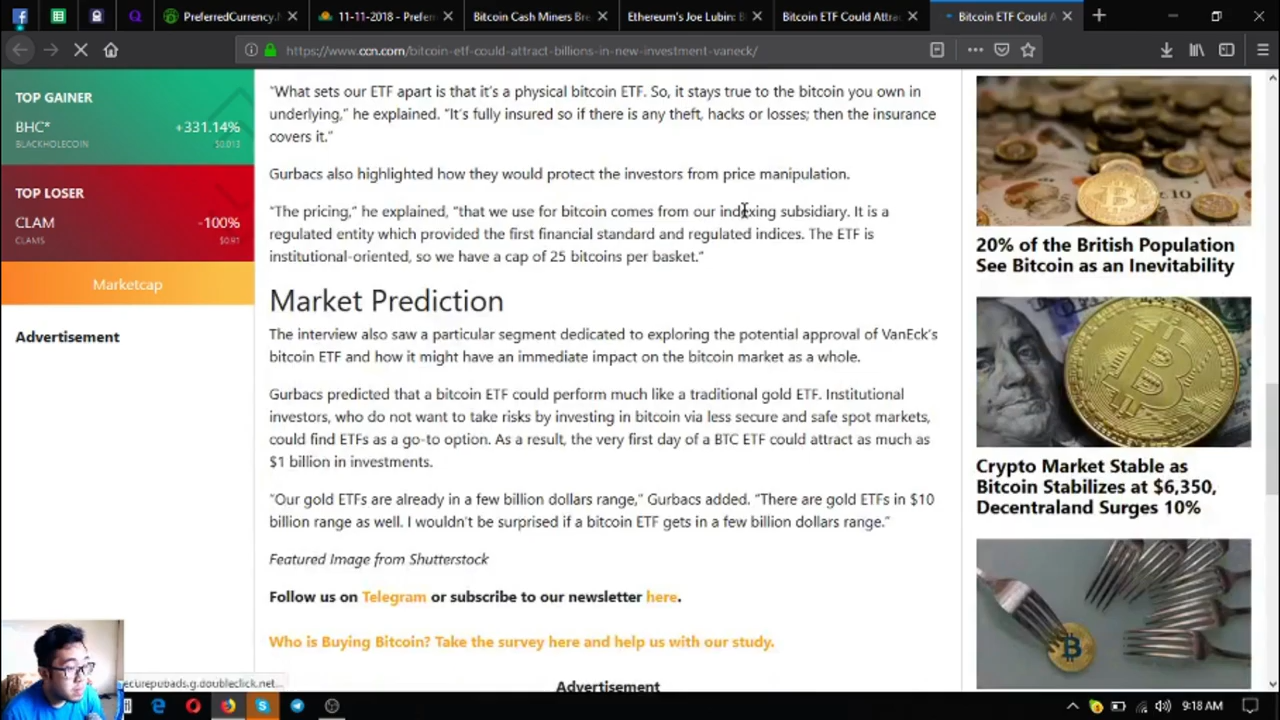 PreferredCurrency.
11-11-2018 - Prefer
Bitcoin Cash Miners Bre
Ethereum's Joe Lubin: B
Bitcoin ETF Could Attra
Bitcoin ETF Could A
https://www.ccn.com/bitcoin-etf-could-attract-billions-in-new-investment-vaneck/
TOP GAINER
BHC* +331.14%
BLACKHOLECOIN $0.013
TOP LOSER
CLAM -100%
CLAMS $0.91
Marketcap
Advertisement
“What sets our ETF apart is that it’s a physical bitcoin ETF. So, it stays true to the bitcoin you own in
underlying,” he explained. “It’s fully insured so if there is any theft, hacks or losses; then the insurance
covers it.”
Gurbacs also highlighted how they would protect the investors from price manipulation.
“The pricing,” he explained, “that we use for bitcoin comes from our indexing subsidiary. It is a
regulated entity which provided the first financial standard and regulated indices. The ETF is
institutional-oriented, so we have a cap of 25 bitcoins per basket.”
Market Prediction
The interview also saw a particular segment dedicated to exploring the potential approval of VanEck’s
bitcoin ETF and how it might have an immediate impact on the bitcoin market as a whole.
Gurbacs predicted that a bitcoin ETF could perform much like a traditional gold ETF. Institutional
investors, who do not want to take risks by investing in bitcoin via less secure and safe spot markets,
could find ETFs as a go-to option. As a result, the very first day of a BTC ETF could attract as much as
$1 billion in investments.
“Our gold ETFs are already in a few billion dollars range,” Gurbacs added. “There are gold ETFs in $10
billion range as well. I wouldn’t be surprised if a bitcoin ETF gets in a few billion dollars range.”
Featured Image from Shutterstock
Follow us on Telegram or subscribe to our newsletter here.
Who is Buying Bitcoin? Take the survey here and help us with our study.
Advertisement
20% of the British Population
See Bitcoin as an Inevitability
Crypto Market Stable as
Bitcoin Stabilizes at $6,350,
Decentraland Surges 10%
ecurepubads.g.doubleclick.net...
9:18 AM